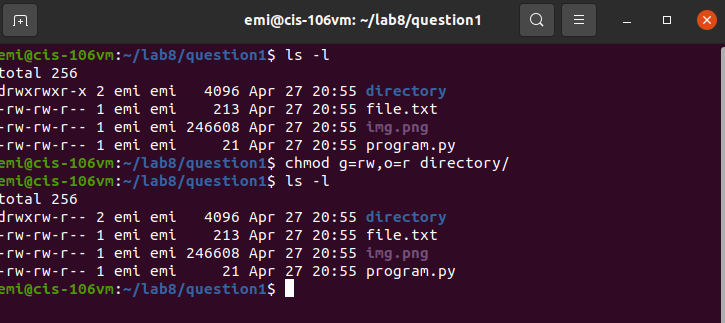 emi@cis-106vm: ~/lab8/question1
emi@cis-106vm:~/lab8/question1$ ls -l
total 256
drwxrwxr-x 2 emi emi   4096 Apr 27 20:55 directory
-rw-rw-r-- 1 emi emi    213 Apr 27 20:55 file.txt
-rw-rw-r-- 1 emi emi 246608 Apr 27 20:55 img.png
-rw-rw-r-- 1 emi emi     21 Apr 27 20:55 program.py
emi@cis-106vm:~/lab8/question1$ chmod g=rw,o=r directory/
emi@cis-106vm:~/lab8/question1$ ls -l
total 256
drwxrw-r-- 2 emi emi   4096 Apr 27 20:55 directory
-rw-rw-r-- 1 emi emi    213 Apr 27 20:55 file.txt
-rw-rw-r-- 1 emi emi 246608 Apr 27 20:55 img.png
-rw-rw-r-- 1 emi emi     21 Apr 27 20:55 program.py
emi@cis-106vm:~/lab8/question1$